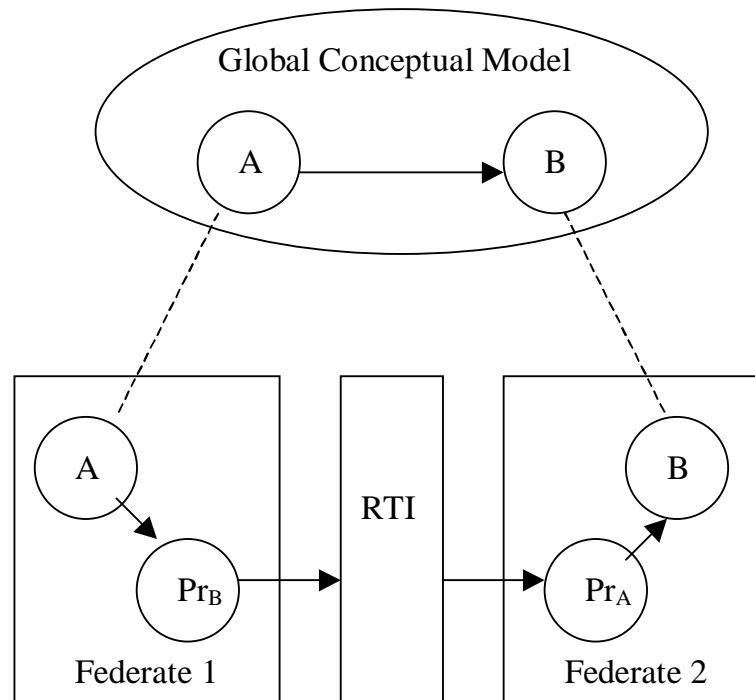 Global Conceptual Model
A B
A B
RTI
Pr_B Pr_A
Federate 1 Federate 2